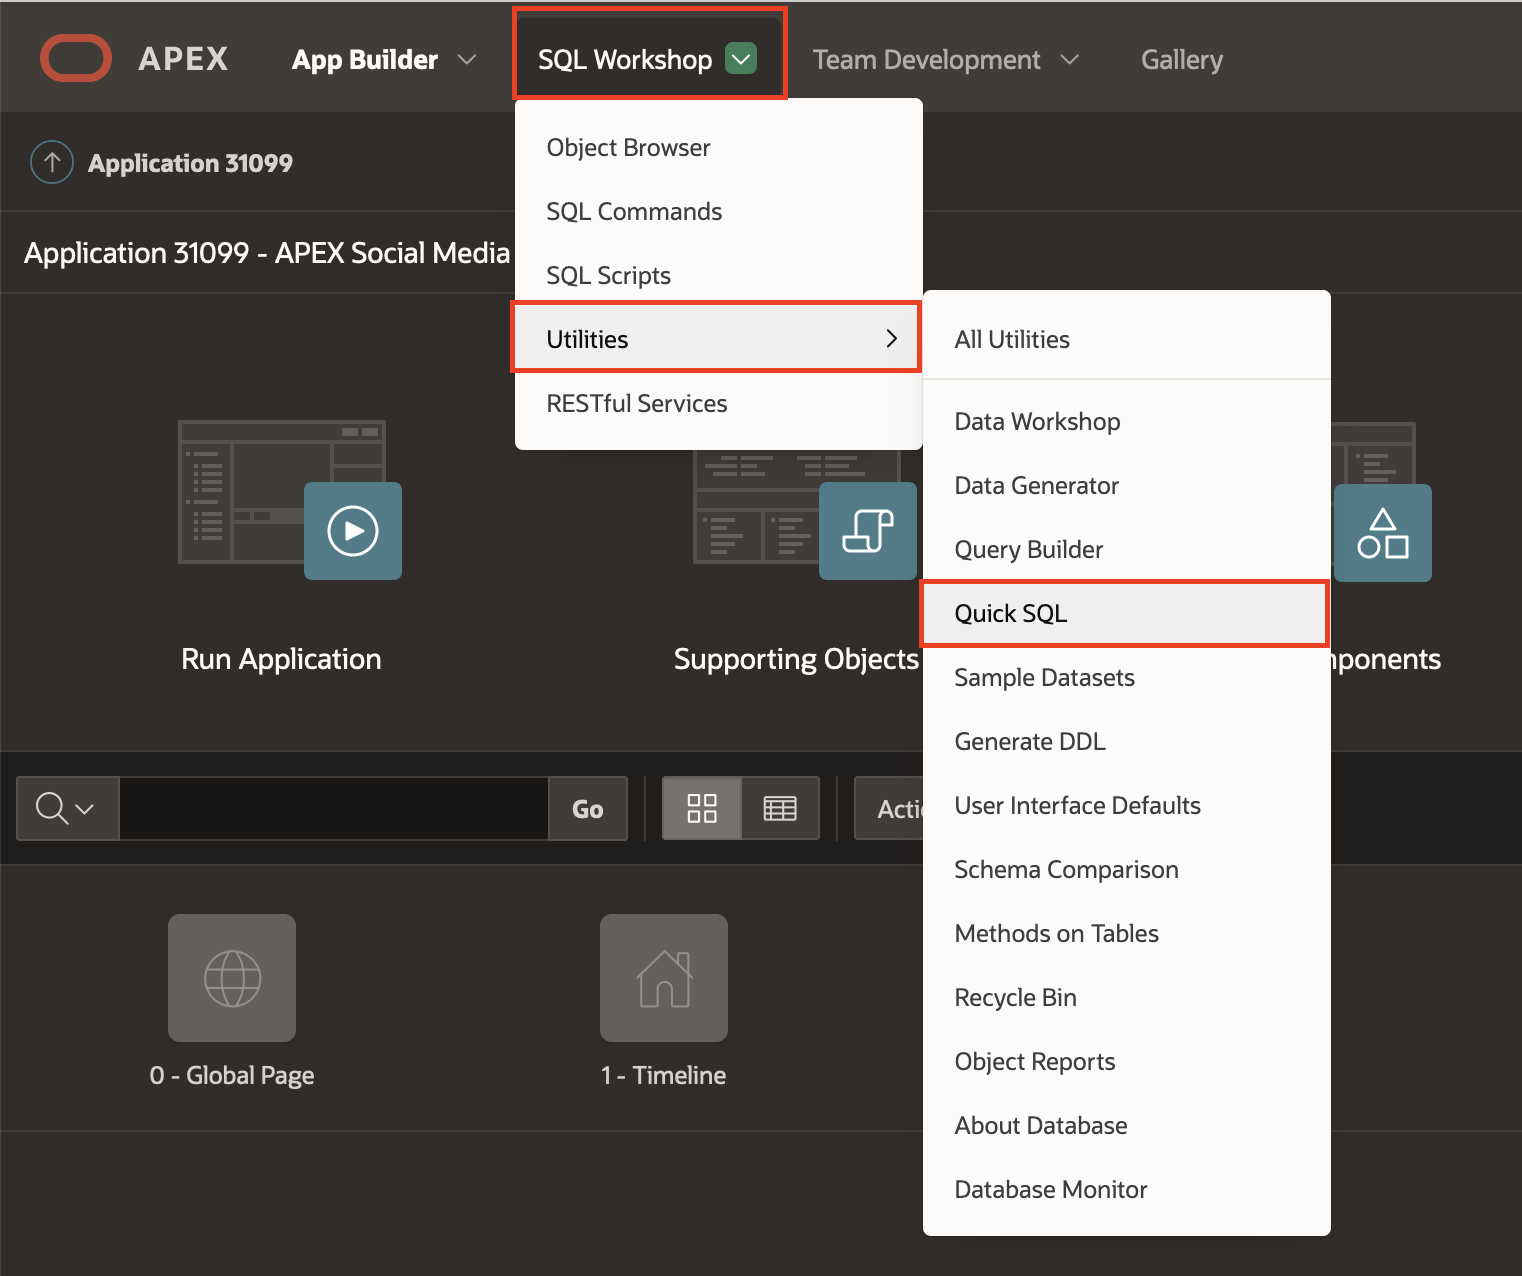 APEX
App Builder
SQL Workshop
Team Development
Gallery
Application 31099
Application 31099 - APEX Social Media
Object Browser
SQL Commands
SQL Scripts
Utilities
RESTful Services
All Utilities
Data Workshop
Data Generator
Query Builder
Quick SQL
Sample Datasets
Generate DDL
User Interface Defaults
Schema Comparison
Methods on Tables
Recycle Bin
Object Reports
About Database
Database Monitor
Run Application
Supporting Objects
ponents
Go
Acti
0 - Global Page
1 - Timeline